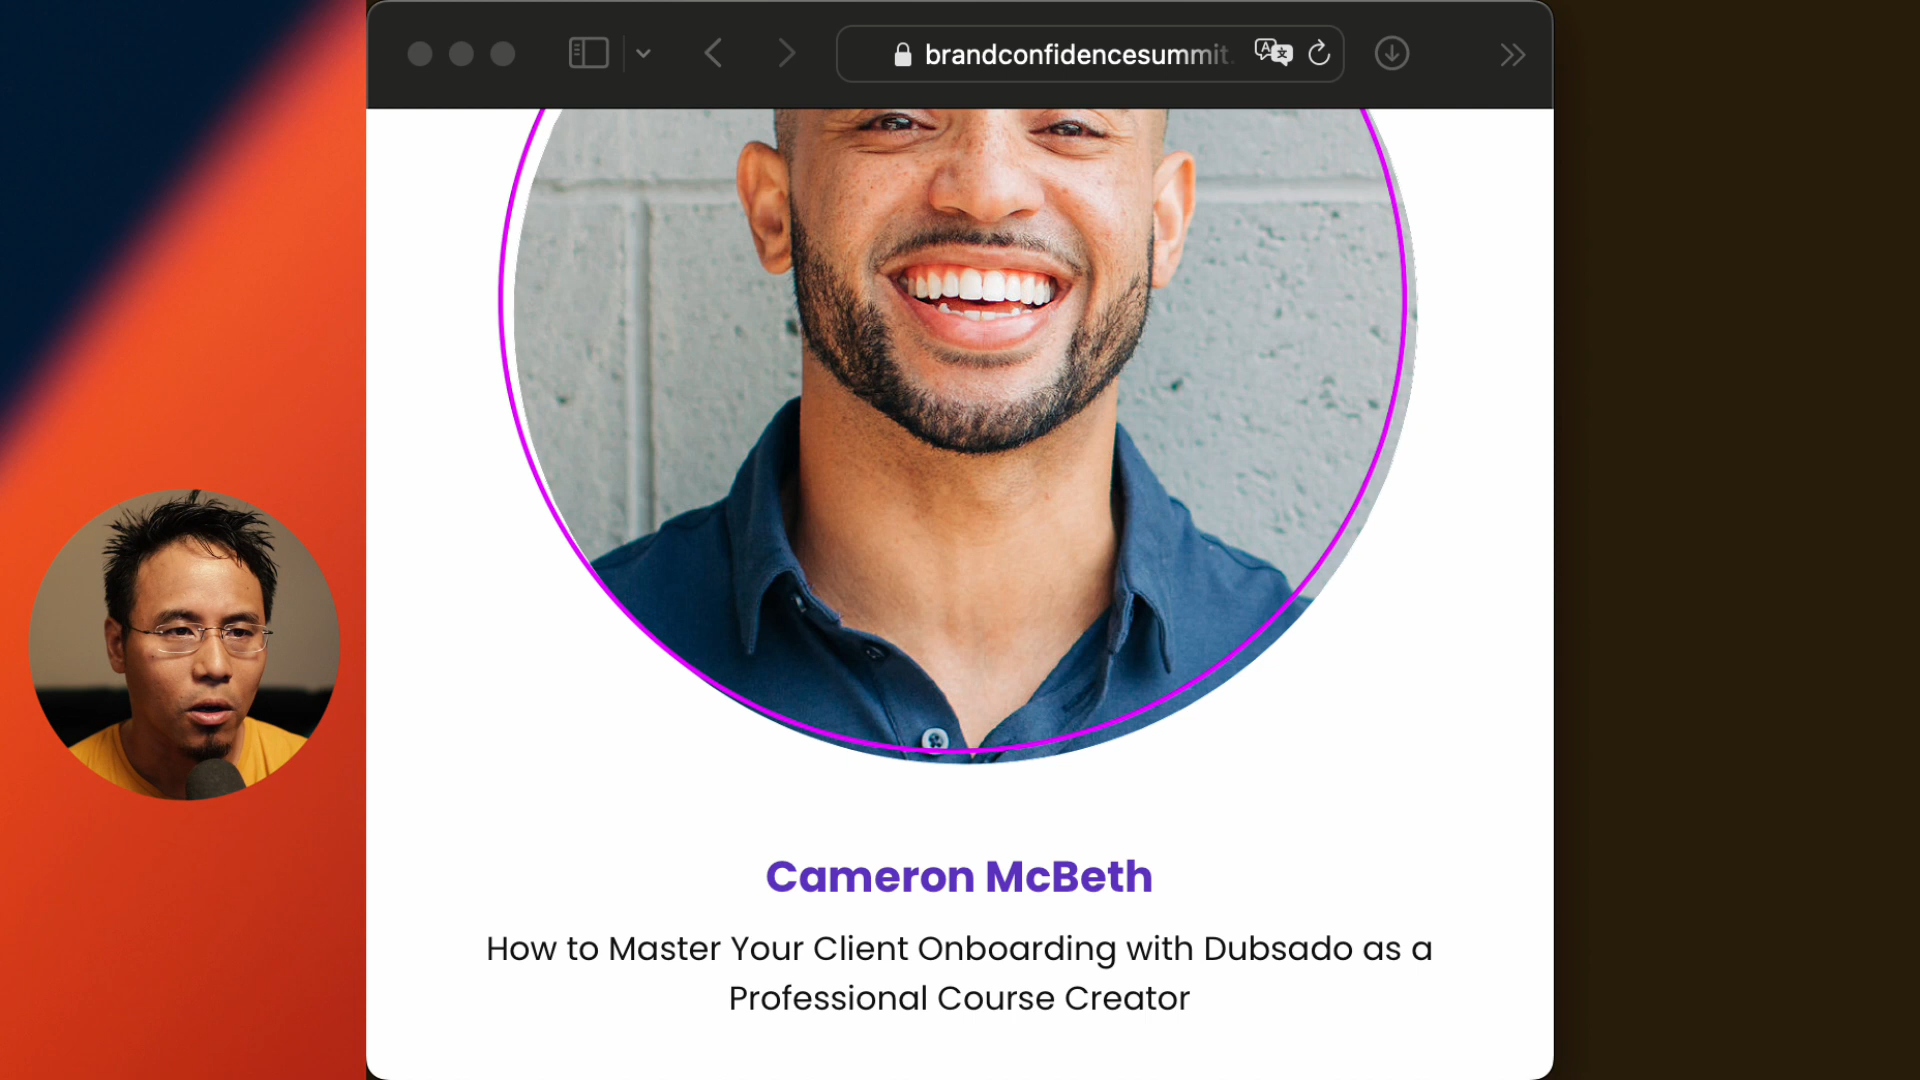 brandconfidencesummit.
Cameron McBeth
How to Master Your Client Onboarding with Dubsado as a
Professional Course Creator